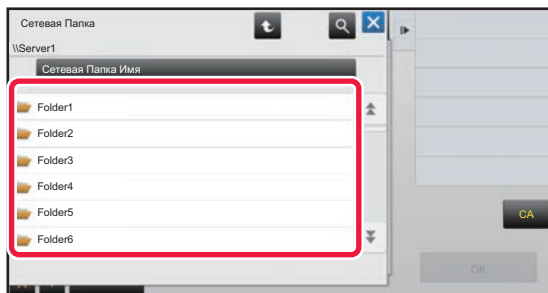 Сетевая Папка
\\Server1
Сетевая Папка Имя
Folder1
Folder2
Folder3
Folder4
Folder5
Folder6
CA
OK